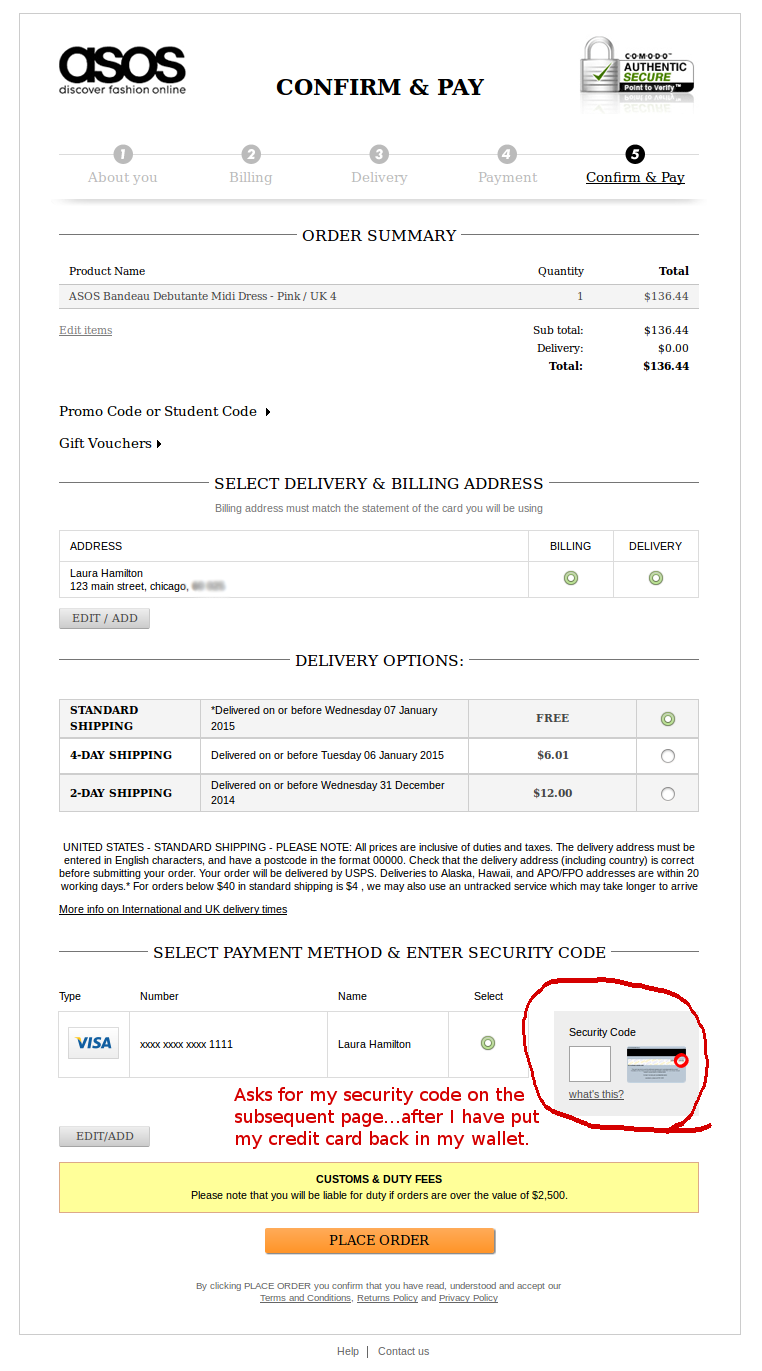 asos
discover fashion online
CONFIRM & PAY
COMODO™
AUTHENTIC
SECURE
Point to Verify™
1 2 3 4 5
About you Billing Delivery Payment Confirm & Pay
ORDER SUMMARY
Product Name Quantity Total
ASOS Bandeau Debutante Midi Dress - Pink / UK 4 1 $136.44
Edit items Sub total: $136.44
Delivery: $0.00
Total: $136.44
Promo Code or Student Code
Gift Vouchers
SELECT DELIVERY & BILLING ADDRESS
Billing address must match the statement of the card you will be using
ADDRESS BILLING DELIVERY
Laura Hamilton
123 main street, chicago,
EDIT / ADD
DELIVERY OPTIONS:
STANDARD SHIPPING *Delivered on or before Wednesday 07 January 2015 FREE
4-DAY SHIPPING Delivered on or before Tuesday 06 January 2015 $6.01
2-DAY SHIPPING Delivered on or before Wednesday 31 December 2014 $12.00
UNITED STATES - STANDARD SHIPPING - PLEASE NOTE: All prices are inclusive of duties and taxes. The delivery address must be
entered in English characters, and have a postcode in the format 00000. Check that the delivery address (including country) is correct
before submitting your order. Your order will be delivered by USPS. Deliveries to Alaska, Hawaii, and APO/FPO addresses are within 20
working days.* For orders below $40 in standard shipping is $4 , we may also use an untracked service which may take longer to arrive
More info on International and UK delivery times
SELECT PAYMENT METHOD & ENTER SECURITY CODE
Type Number Name Select
VISA xxxx xxxx xxxx 1111 Laura Hamilton
Security Code
what's this?
Asks for my security code on the
subsequent page...after I have put
my credit card back in my wallet.
EDIT/ADD
CUSTOMS & DUTY FEES
Please note that you will be liable for duty if orders are over the value of $2,500.
PLACE ORDER
By clicking PLACE ORDER you confirm that you have read, understood and accept our
Terms and Conditions, Returns Policy and Privacy Policy
Help | Contact us